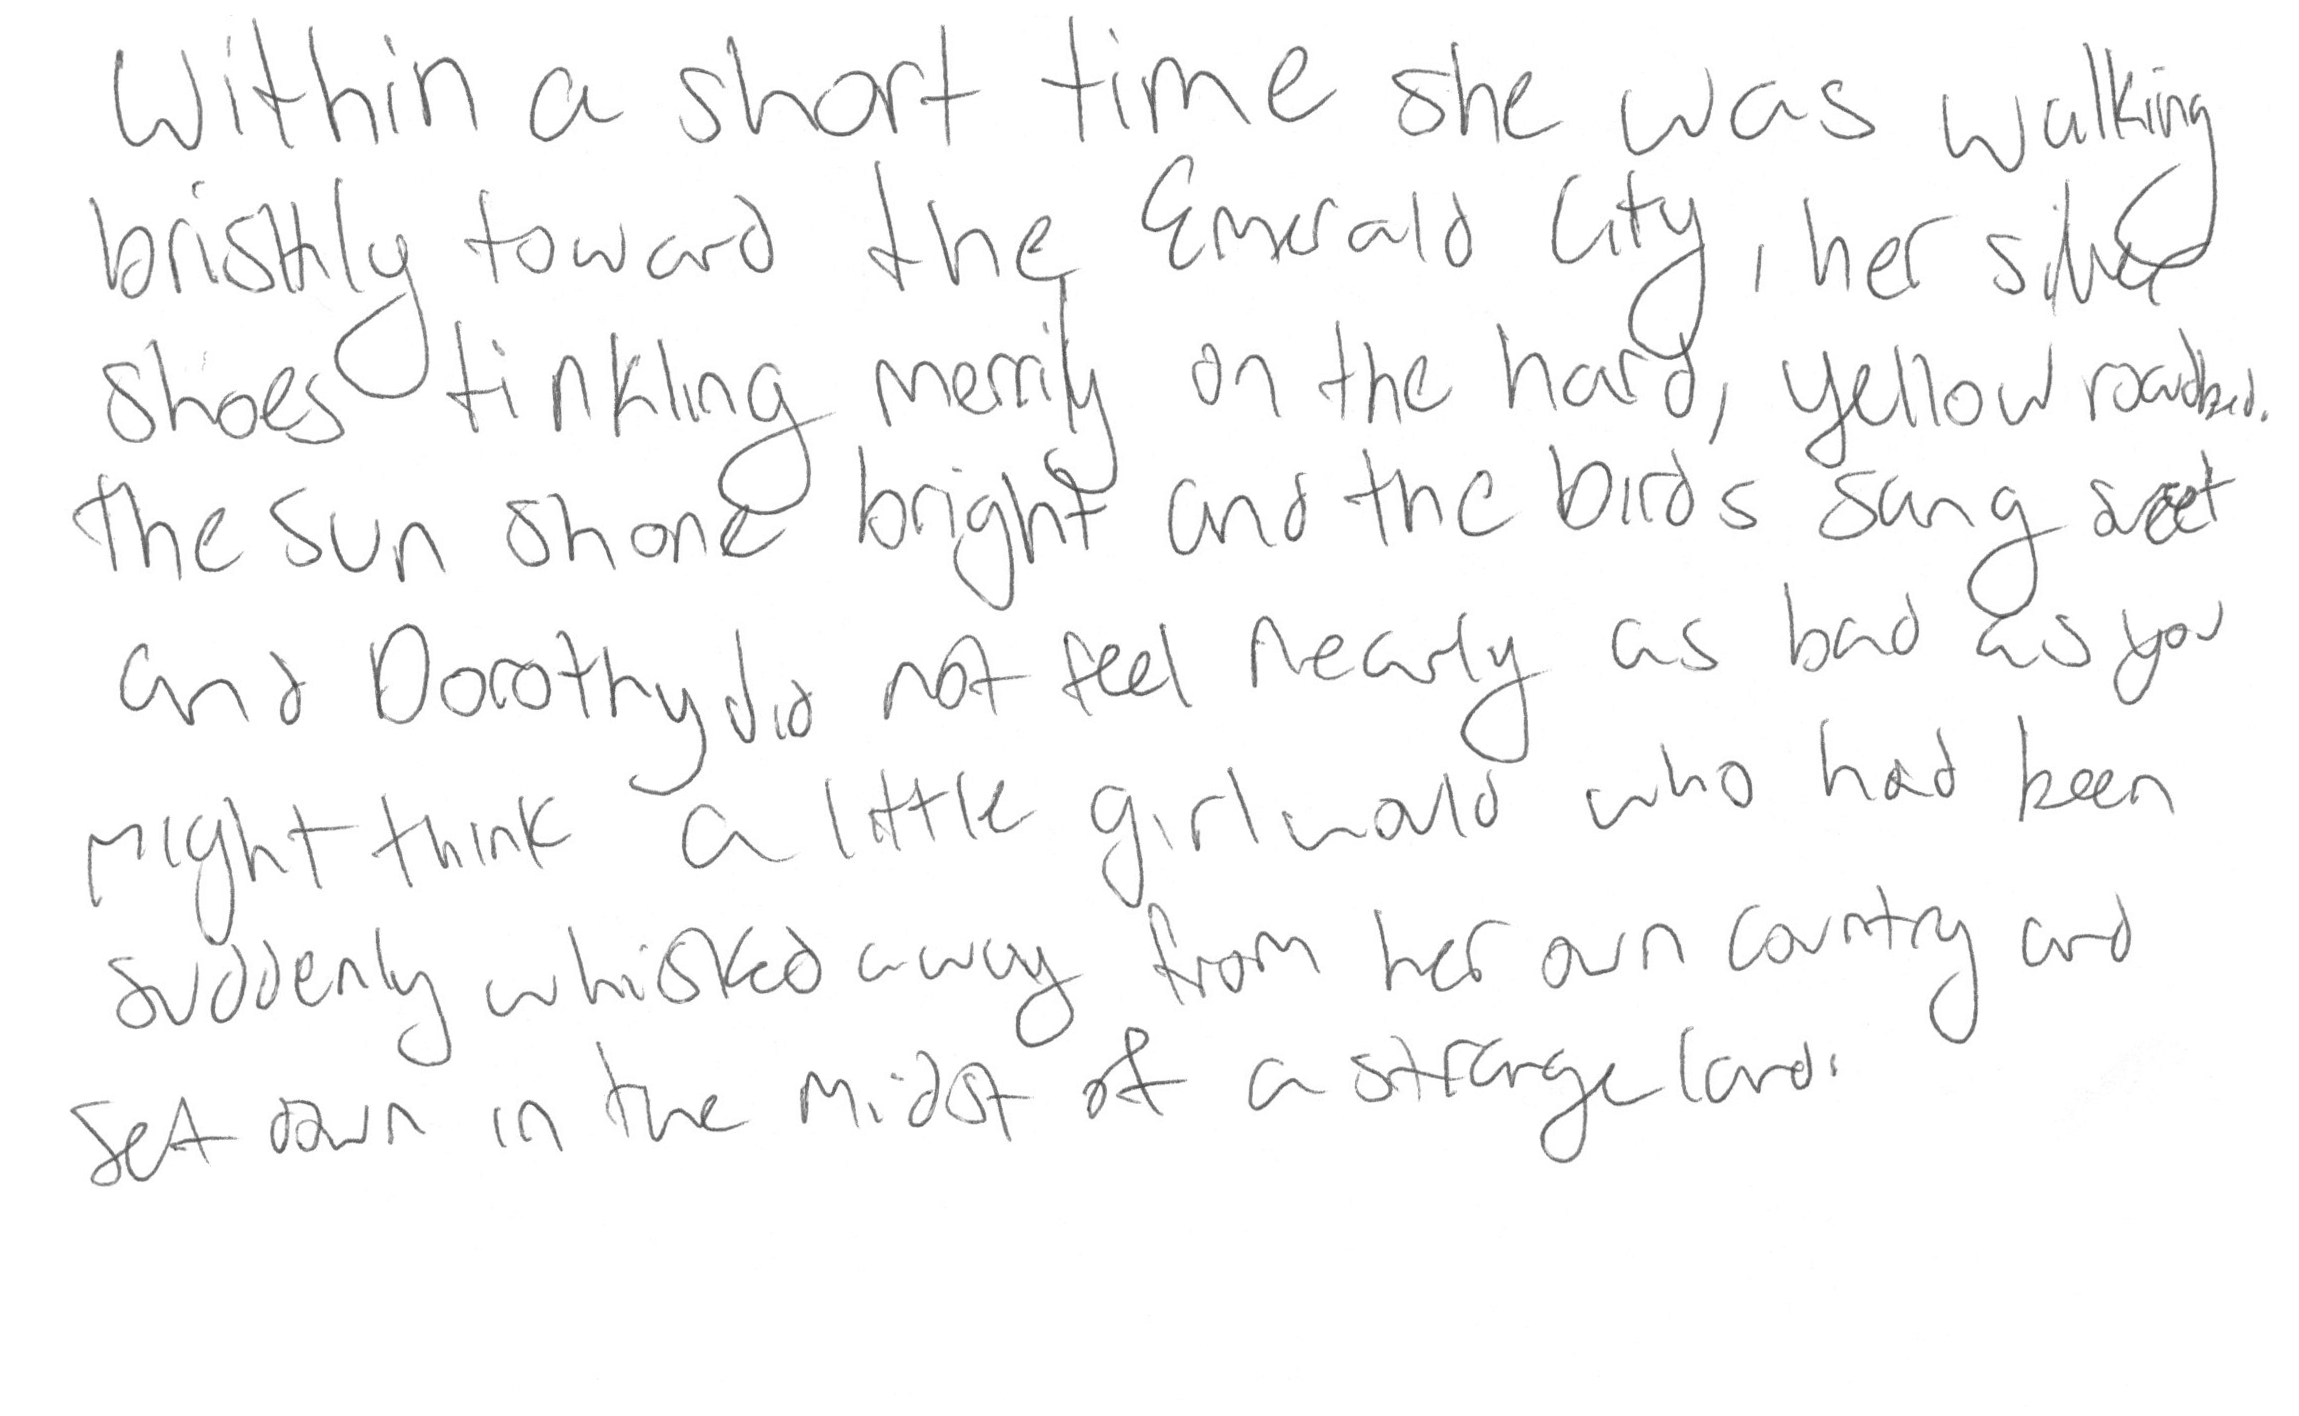 Within a short time she was walking
briskly toward the Emerald City, her silver
shoes tinkling merrily on the hard, yellow roadbed.
The sun shone bright and the birds sang sweet
and Dorothy did not feel nearly as bad as you
might think a little girl would who had been
suddenly whisked away from her own country and
set down in the midst of a strange land.